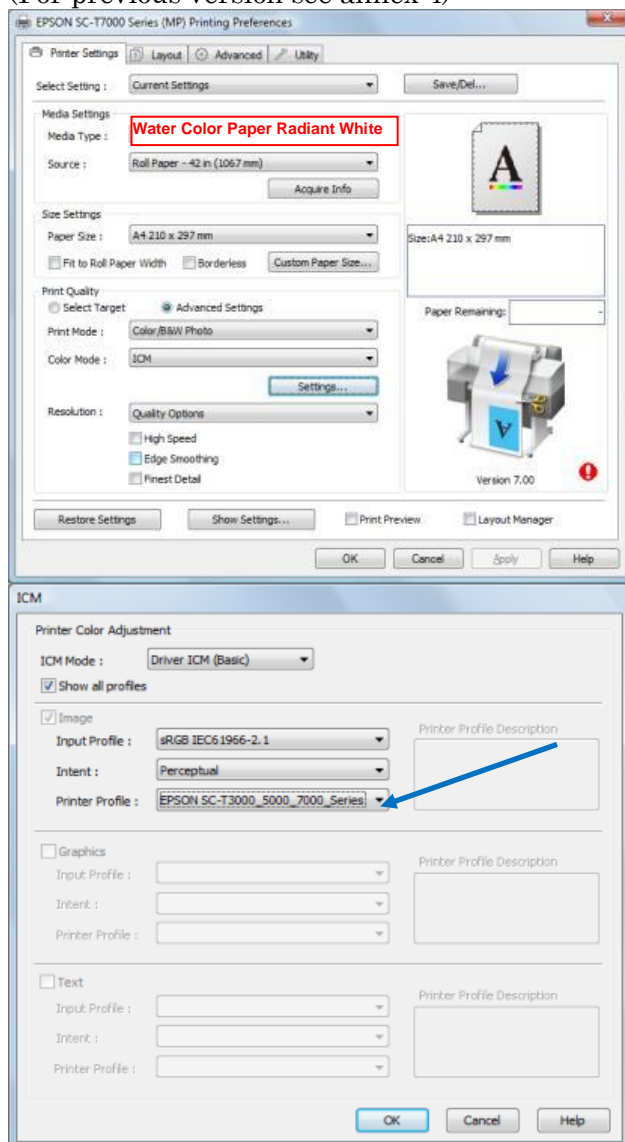 (For previous version see annex 4)
EPSON SC-T7000 Series (MP) Printing Preferences
Printer Settings Layout Advanced Utility
Select Setting : Current Settings Save/Del...
Media Settings
Media Type : Water Color Paper Radiant White
Source : Roll Paper - 42 in (1067 mm)
Acquire Info
A
Size Settings
Paper Size : A4 210 x 297 mm
Size:A4 210 x 297 mm
Fit to Roll Paper Width Borderless Custom Paper Size...
Print Quality
Select Target Advanced Settings
Paper Remaining: -
Print Mode : Color/B&W Photo
Color Mode : ICM
Settings...
Resolution : Quality Options
High Speed
Edge Smoothing
Finest Detail
A
Version 7.00
Restore Settings Show Settings... Print Preview Layout Manager
OK Cancel Apply Help
ICM
Printer Color Adjustment
ICM Mode : Driver ICM (Basic)
Show all profiles
Image
Printer Profile Description
Input Profile : sRGB IEC61966-2.1
Intent : Perceptual
Printer Profile : EPSON SC-T3000_5000_7000_Series
Graphics
Printer Profile Description
Input Profile :
Intent :
Printer Profile :
Text
Printer Profile Description
Input Profile :
Intent :
Printer Profile :
OK Cancel Help